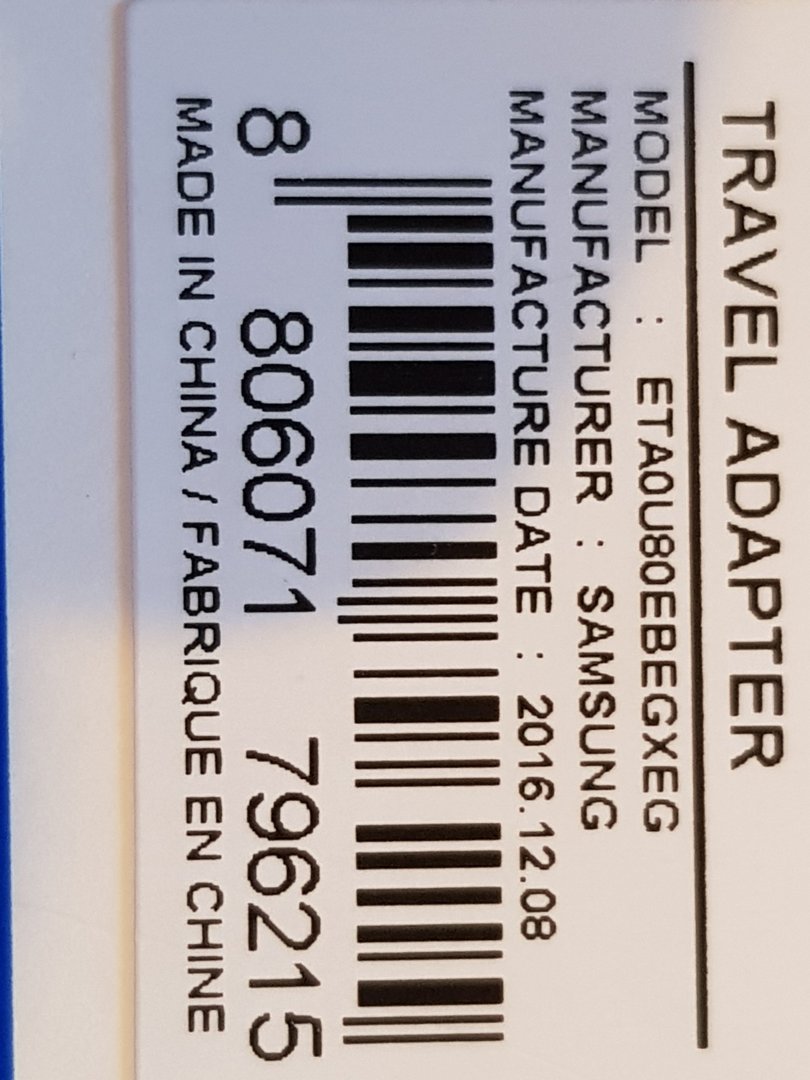 TRAVEL ADAPTER
MODEL : ETA0U80EBEGXEG
MANUFACTURER : SAMSUNG
MANUFACTURE DATE : 2016.12.08
8 806071 796215
MADE IN CHINA / FABRIQUE EN CHINE